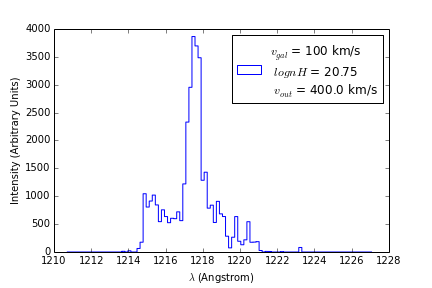 4000
3500
3000
2500
2000
1500
1000
500
0
Intensity (Arbitrary Units)
v_gal = 100 km/s
lognH = 20.75
v_out = 400.0 km/s
1210 1212 1214 1216 1218 1220 1222 1224 1226 1228
λ (Angstrom)